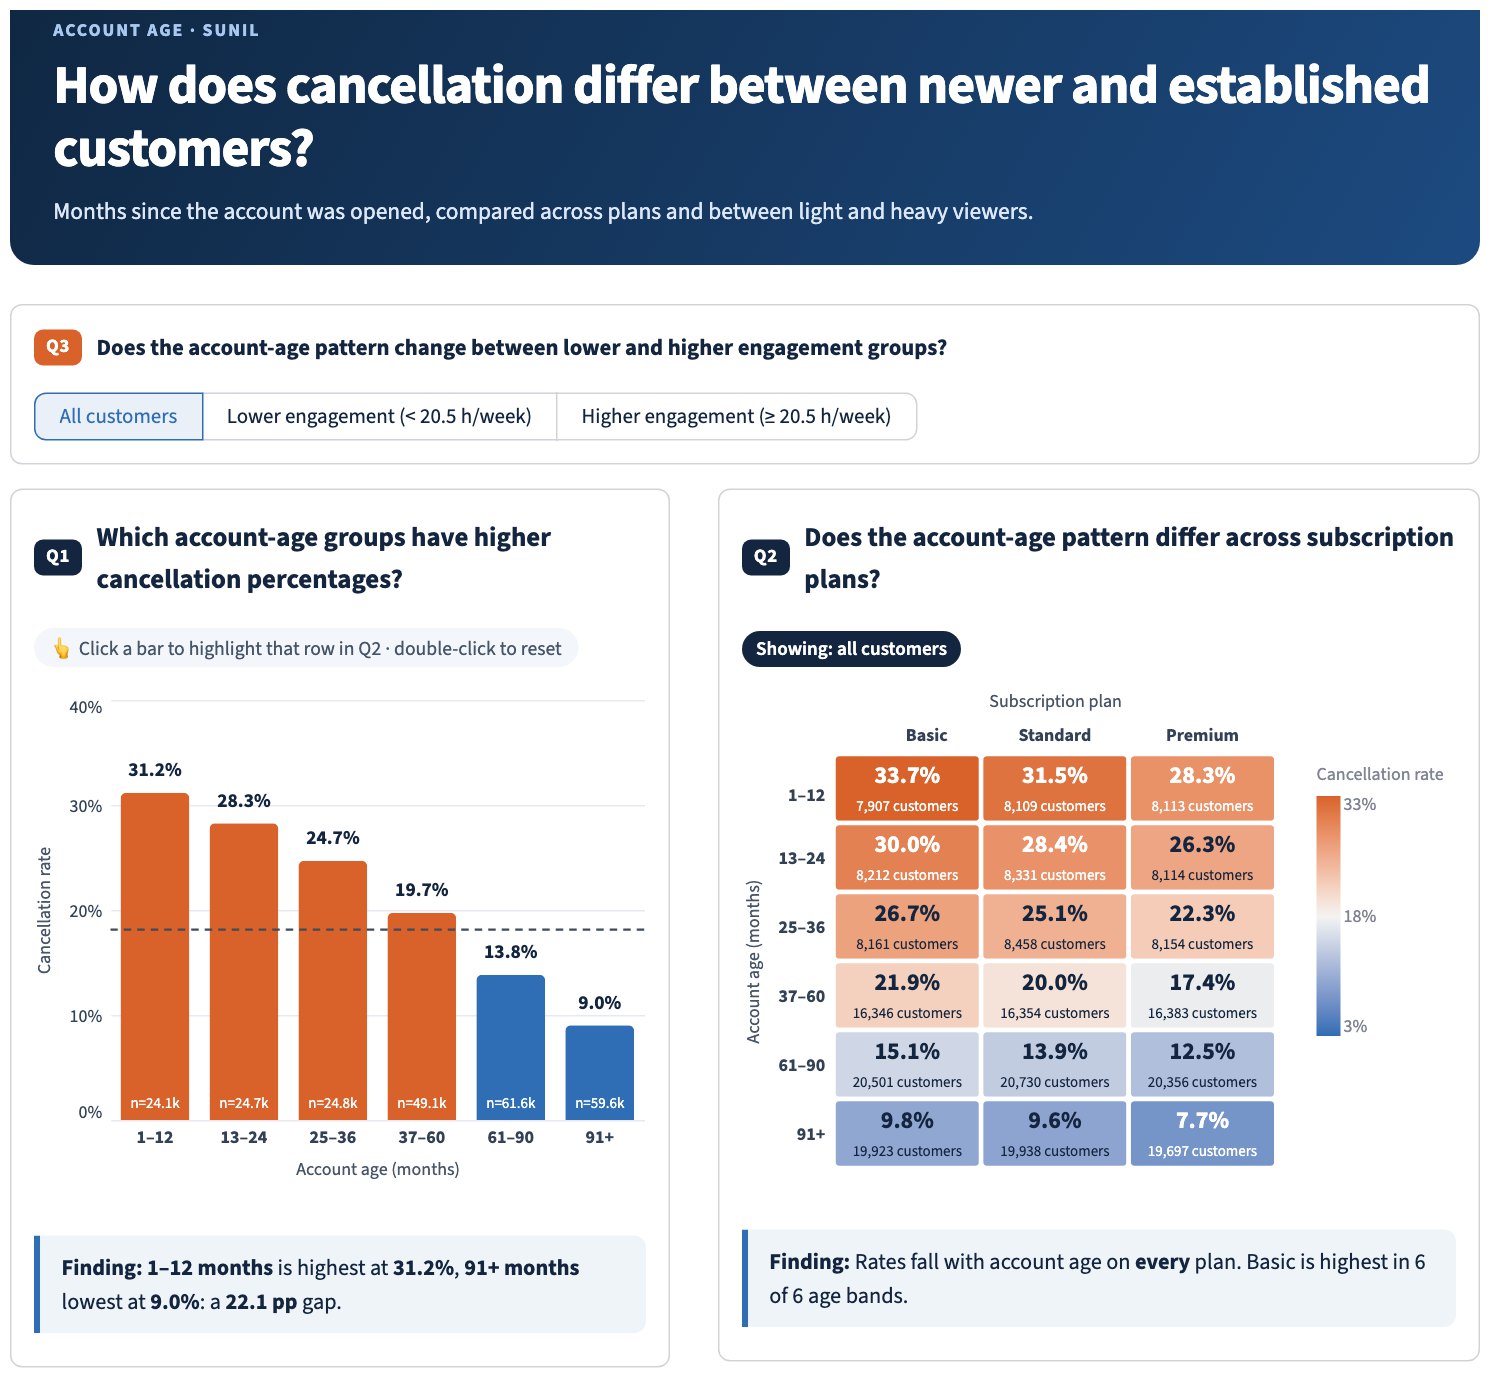 ACCOUNT AGE · SUNIL
How does cancellation differ between newer and established
customers?
Months since the account was opened, compared across plans and between light and heavy viewers.
Q3 Does the account-age pattern change between lower and higher engagement groups?
All customers Lower engagement (< 20.5 h/week) Higher engagement (≥ 20.5 h/week)
Q1 Which account-age groups have higher
cancellation percentages?
👆 Click a bar to highlight that row in Q2 · double-click to reset
40%
30%
20%
10%
0%
Cancellation rate
31.2%
28.3%
24.7%
19.7%
13.8%
9.0%
n=24.1k n=24.7k n=24.8k n=49.1k n=61.6k n=59.6k
1–12 13–24 25–36 37–60 61–90 91+
Account age (months)
Finding: 1–12 months is highest at 31.2%, 91+ months
lowest at 9.0%: a 22.1 pp gap.
Q2 Does the account-age pattern differ across subscription
plans?
Showing: all customers
Subscription plan
Basic Standard Premium
Account age (months)
1–12
33.7% 31.5% 28.3%
7,907 customers 8,109 customers 8,113 customers
13–24
30.0% 28.4% 26.3%
8,212 customers 8,331 customers 8,114 customers
25–36
26.7% 25.1% 22.3%
8,161 customers 8,458 customers 8,154 customers
37–60
21.9% 20.0% 17.4%
16,346 customers 16,354 customers 16,383 customers
61–90
15.1% 13.9% 12.5%
20,501 customers 20,730 customers 20,356 customers
91+
9.8% 9.6% 7.7%
19,923 customers 19,938 customers 19,697 customers
Cancellation rate
33%
18%
3%
Finding: Rates fall with account age on every plan. Basic is highest in 6
of 6 age bands.